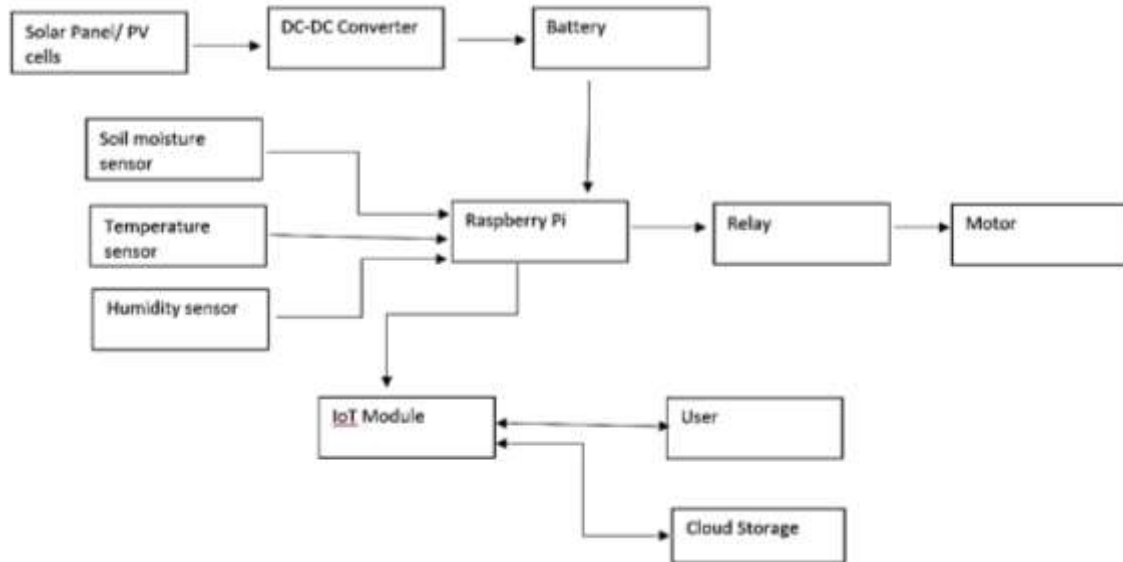 Solar Panel/ PV
cells
DC-DC Converter
Battery
Soil moisture
sensor
Temperature
sensor
Humidity sensor
Raspberry Pi
Relay
Motor
IoT Module
User
Cloud Storage